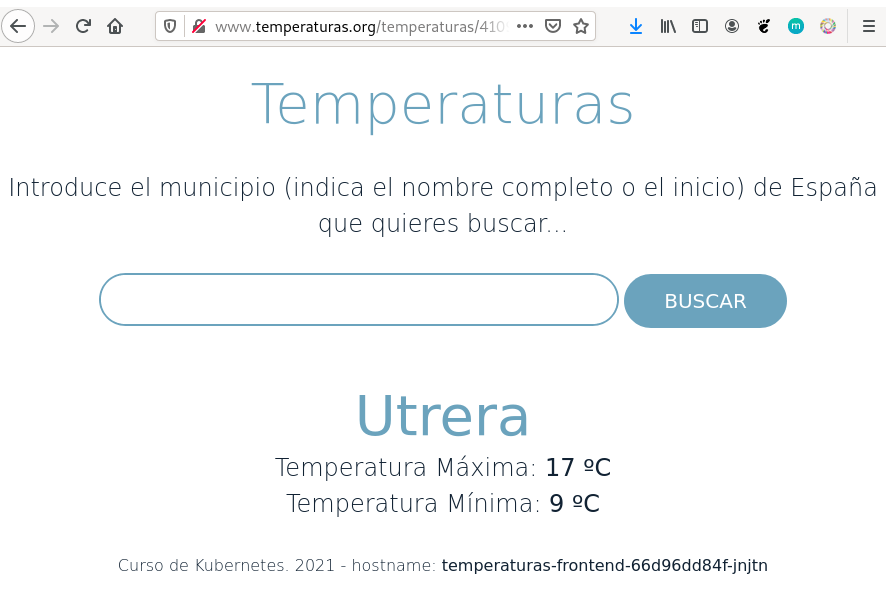 www.temperaturas.org/temperaturas/410
Temperaturas
Introduce el municipio (indica el nombre completo o el inicio) de España
que quieres buscar...
BUSCAR
Utrera
Temperatura Máxima: 17 ºC
Temperatura Mínima: 9 ºC
Curso de Kubernetes. 2021 - hostname: temperaturas-frontend-66d96dd84f-jnjtn